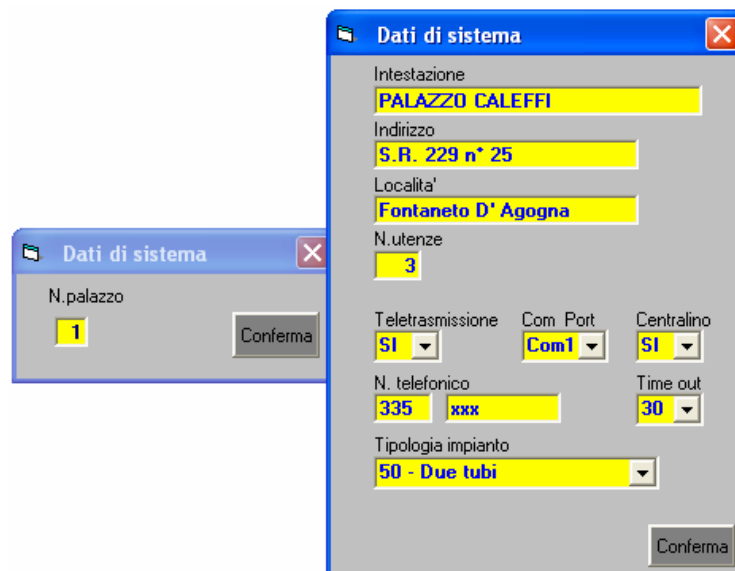 Dati di sistema
N.palazzo
1
Conferma
Dati di sistema
Intestazione
PALAZZO CALEFFI
Indirizzo
S.R. 229 n° 25
Localita'
Fontaneto D' Agogna
N.utenze
3
Teletrasmissione Com Port Centralino
SI Com1 SI
N. telefonico Time out
335 xxx 30
Tipologia impianto
50 - Due tubi
Conferma